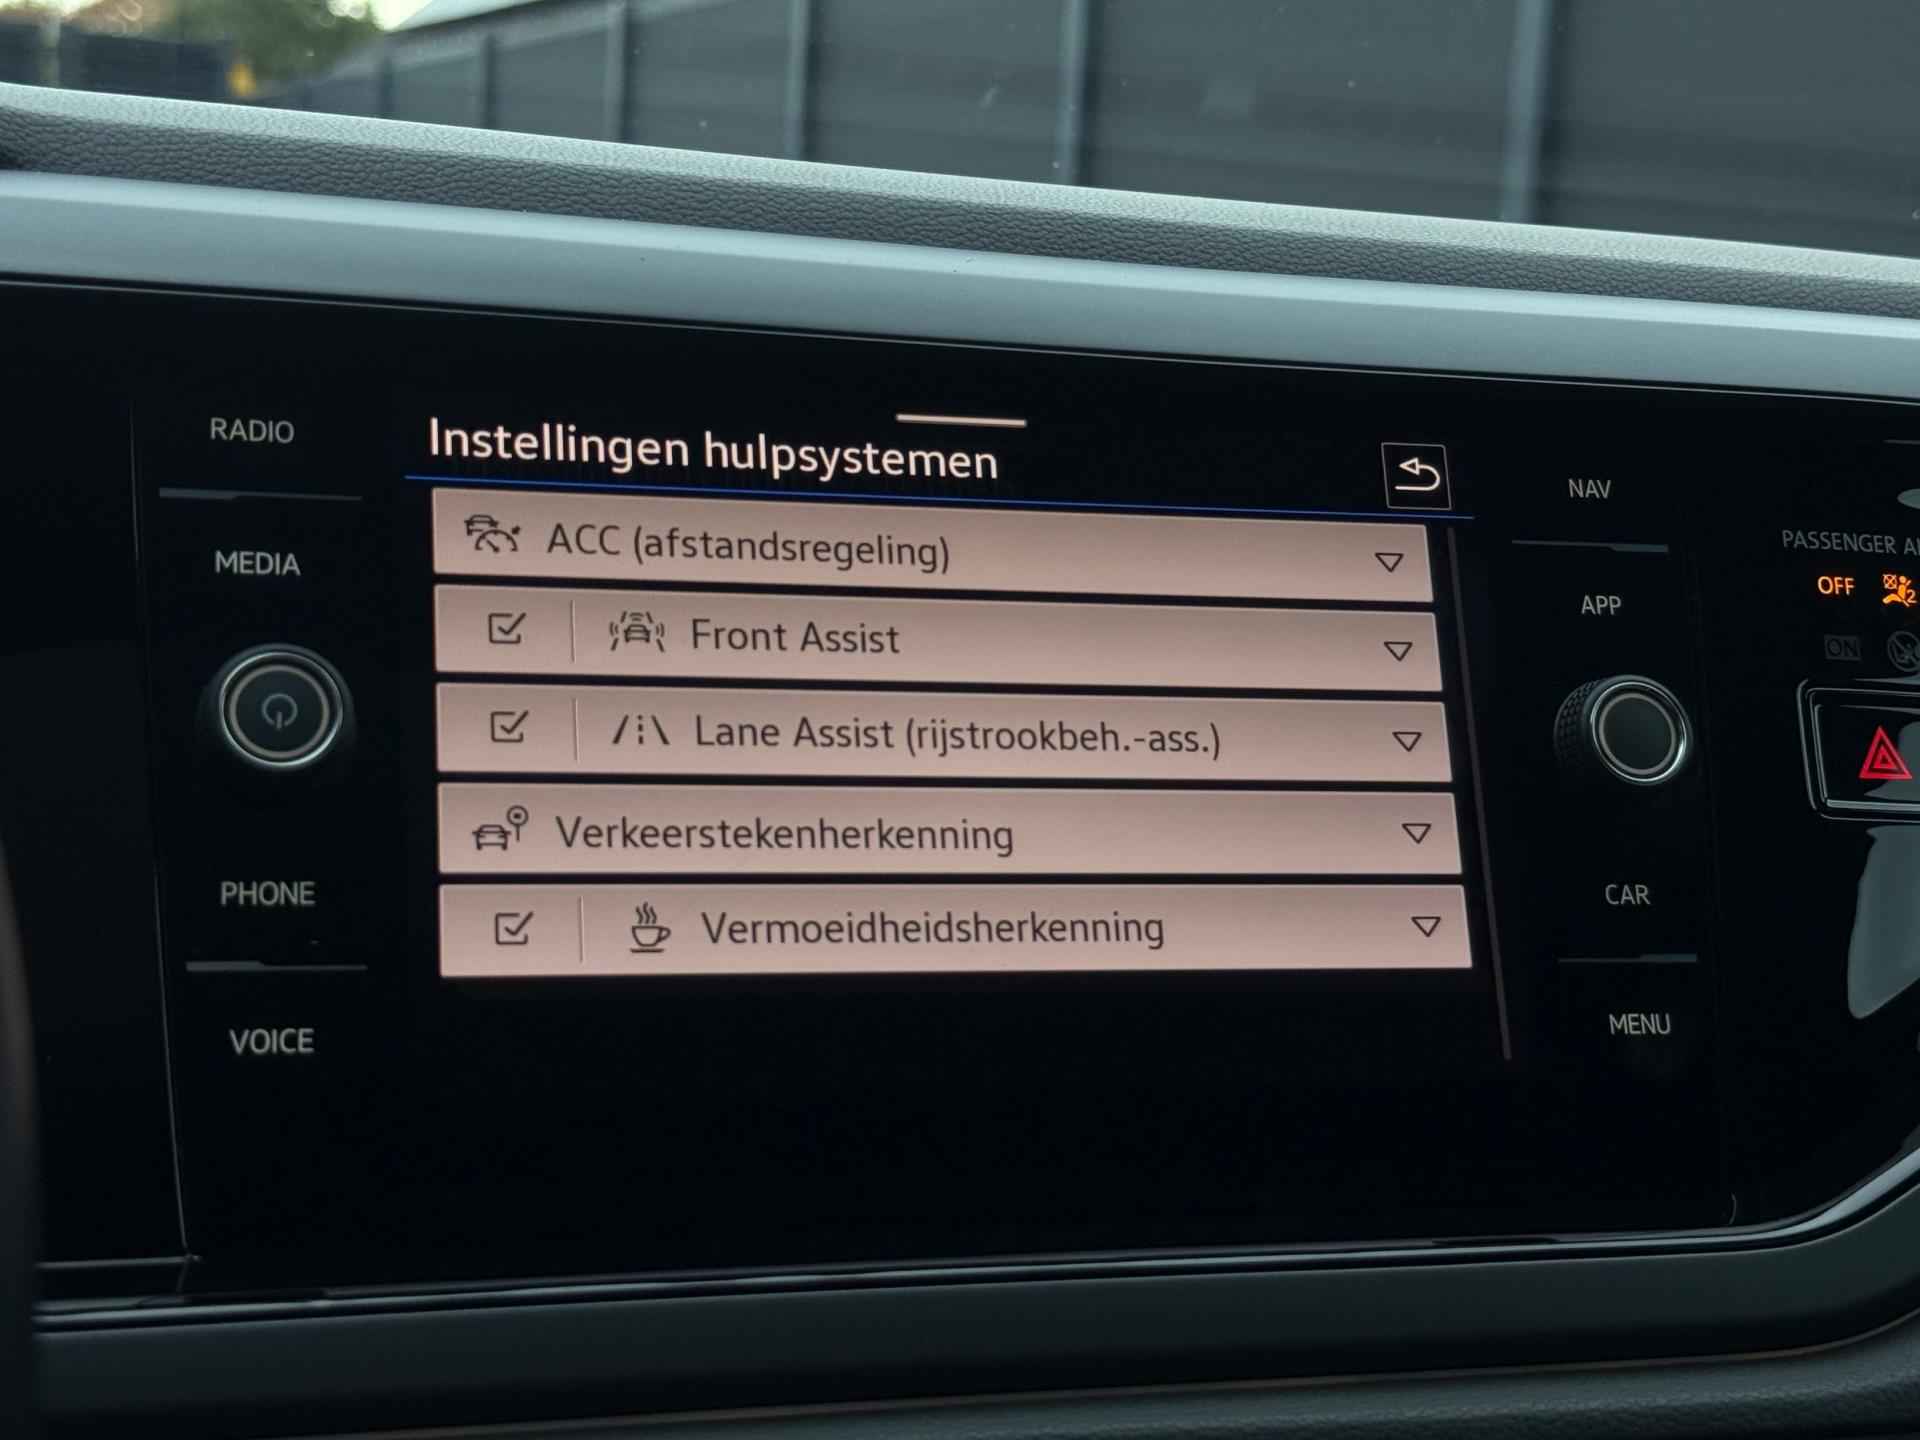 RADIO
MEDIA
PHONE
VOICE
Instellingen hulpsystemen
ACC (afstandsregeling)
Front Assist
Lane Assist (rijstrookbeh.-ass.)
Verkeerstekenherkenning
Vermoeidheidsherkenning
NAV
APP
CAR
MENU
PASSENGER
OFF
ON